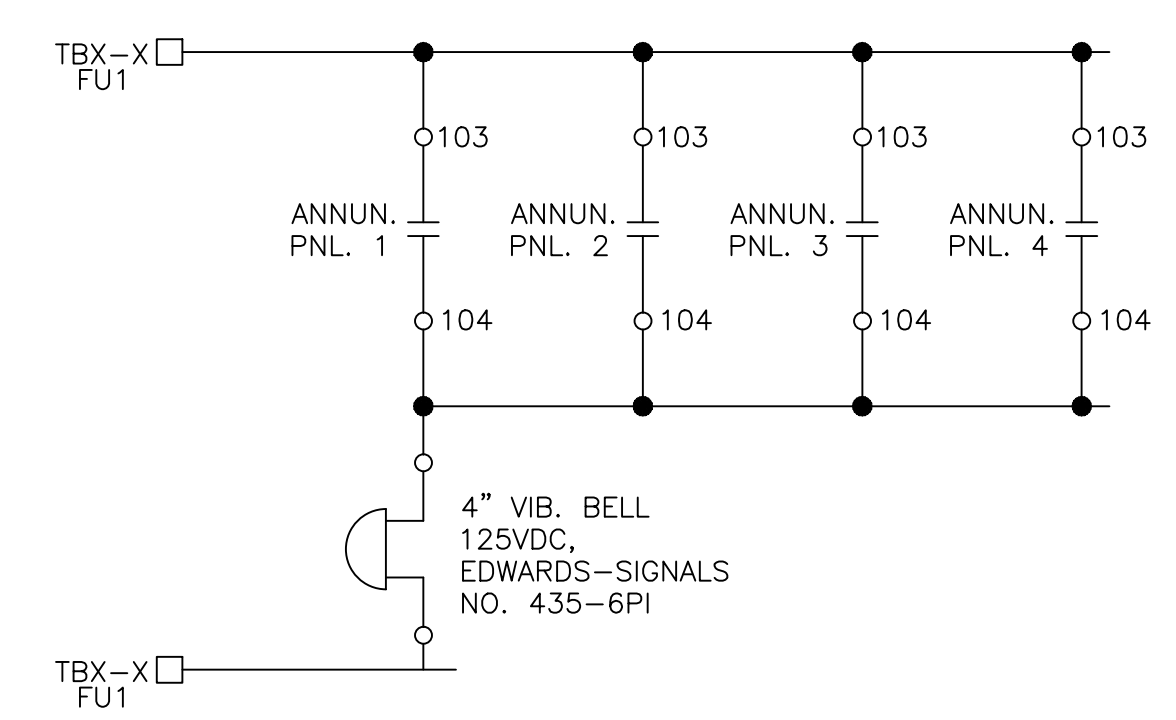 TBX-X
FU1
103
103
103
103
ANNUN.
PNL. 1
ANNUN.
PNL. 2
ANNUN.
PNL. 3
ANNUN.
PNL. 4
104
104
104
104
4” VIB. BELL
125VDC,
EDWARDS-SIGNALS
NO. 435-6PI
TBX-X
FU1